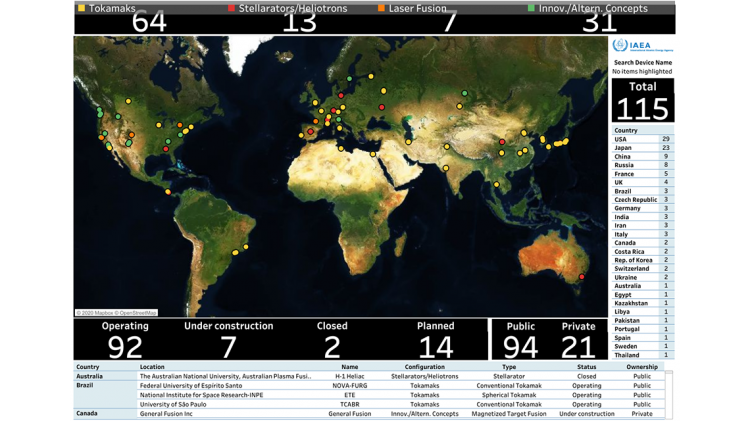 Tokamaks Stellarators/Heliotrons Laser Fusion Innov./Altern. Concepts
64 13 7 31
IAEA
International Atomic Energy Agency
Search Device Name
No items highlighted
Total
115
Country
USA 29
Japan 23
China 9
Russia 8
France 5
UK 4
Brazil 3
Czech Republic 3
Germany 3
India 3
Iran 3
Italy 3
Canada 2
Costa Rica 2
Rep. of Korea 2
Switzerland 2
Ukraine 2
Australia 1
Egypt 1
Kazakhstan 1
Libya 1
Pakistan 1
Portugal 1
Spain 1
Sweden 1
Thailand 1
© 2020 Mapbox © OpenStreetMap
Operating Under construction Closed Planned Public Private
92 7 2 14 94 21
Country Location Name Configuration Type Status Ownership
Australia The Australian National University, Australian Plasma Fusi.. H-1 Heliac Stellarators/Heliotrons Stellarator Closed Public
Brazil Federal University of Espírito Santo NOVA-FURG Tokamaks Conventional Tokamak Operating Public
National Institute for Space Research-INPE ETE Tokamaks Spherical Tokamak Operating Public
University of São Paulo TCABR Tokamaks Conventional Tokamak Operating Public
Canada General Fusion Inc General Fusion Innov./Altern. Concepts Magnetized Target Fusion Under construction Private